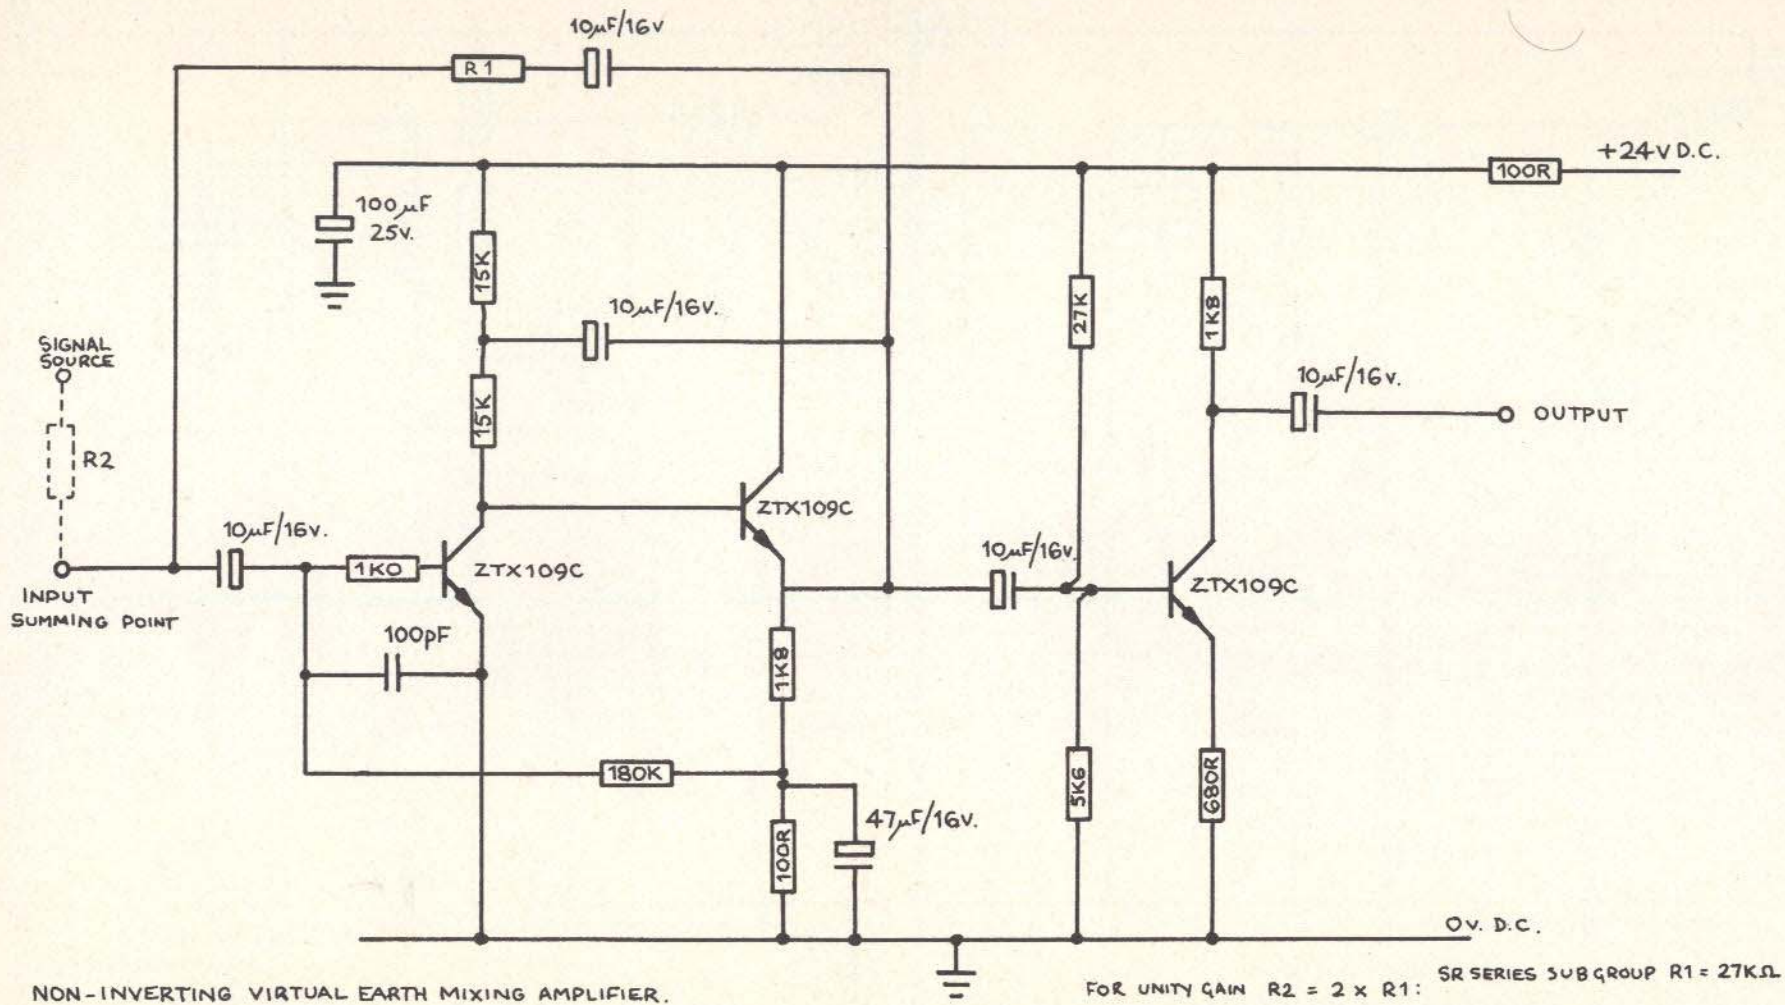 10µF/16v
R1
+24v D.C.
100R
100µF
25v.
15K
10µF/16v.
27K
1K8
SIGNAL
SOURCE
15K
10µF/16v.
OUTPUT
R2
ZTX109C
10µF/16v.
1K0
ZTX109C
10µF/16v.
ZTX109C
INPUT
SUMMING POINT
100pF
1K8
180K
5K6
680R
47µF/16v.
100R
0v. D.C.
NON-INVERTING VIRTUAL EARTH MIXING AMPLIFIER.
FOR UNITY GAIN R2 = 2 x R1:
SR SERIES SUBGROUP R1 = 27KΩ